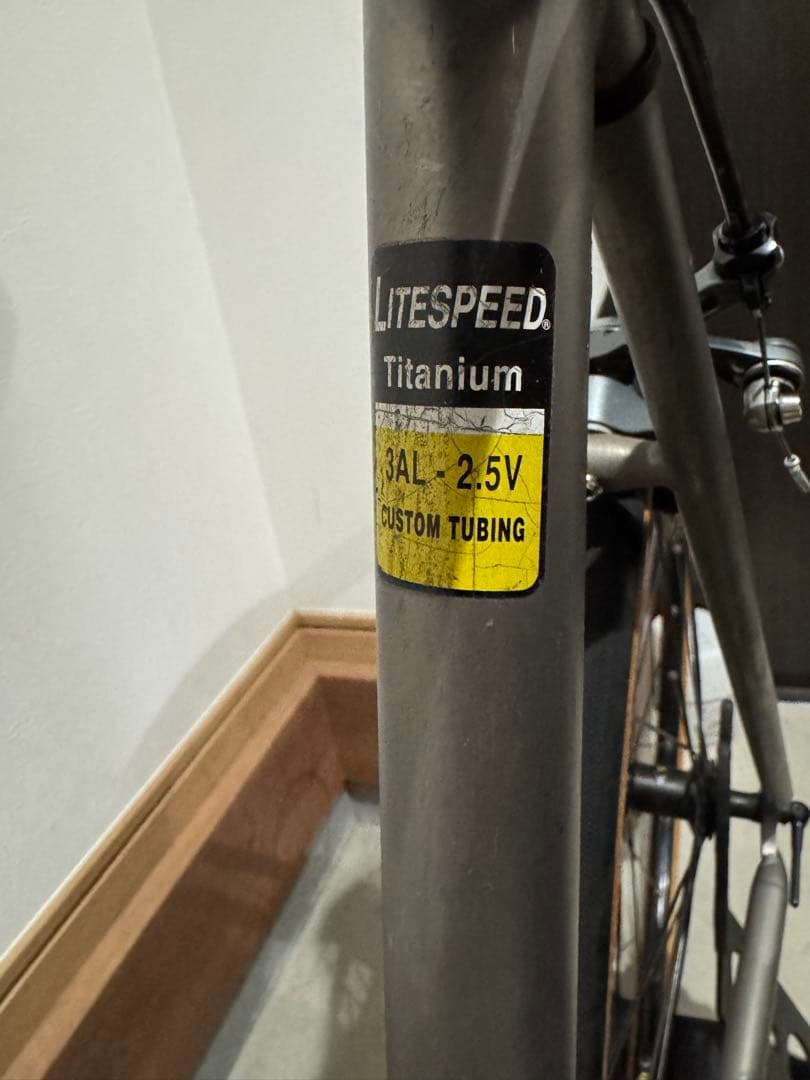 LITESPEED®
Titanium
3AL - 2.5V
CUSTOM TUBING